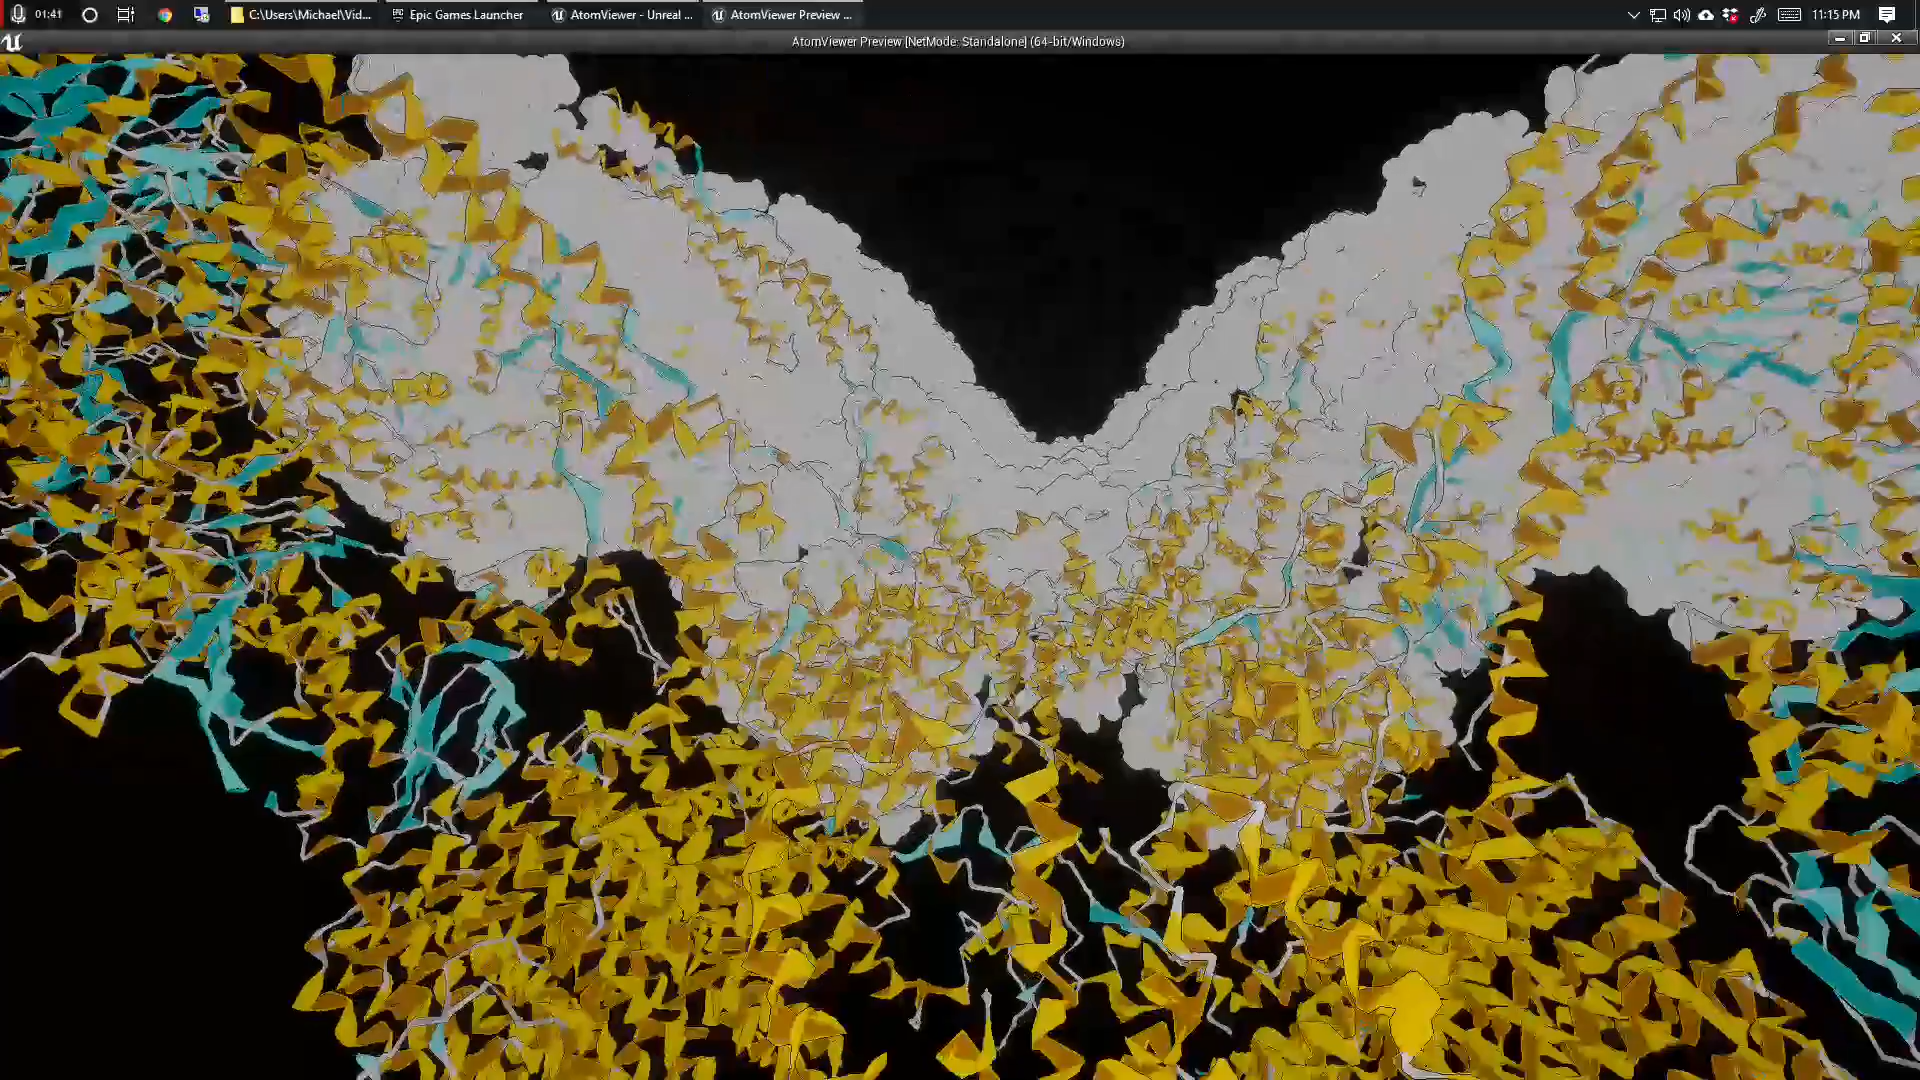 01:41
C:\Users\Michael\Vid...
Epic Games Launcher
AtomViewer - Unreal ...
AtomViewer Preview ...
11:15 PM
AtomViewer Preview [NetMode: Standalone] (64-bit/Windows)